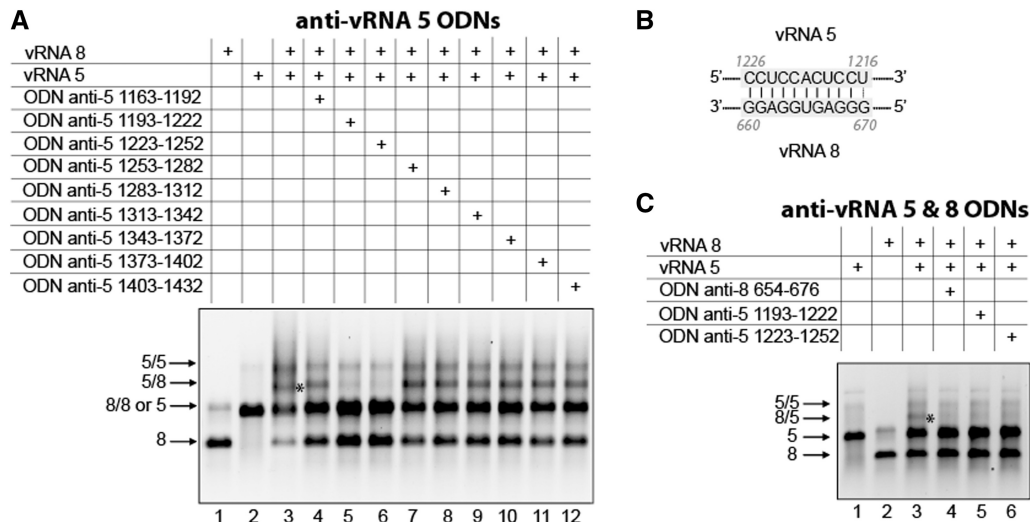 A
anti-vRNA 5 ODNs
vRNA 8 + + + + + + + + + + +
vRNA 5 + + + + + + + + + + +
ODN anti-5 1163-1192 +
ODN anti-5 1193-1222 +
ODN anti-5 1223-1252 +
ODN anti-5 1253-1282 +
ODN anti-5 1283-1312 +
ODN anti-5 1313-1342 +
ODN anti-5 1343-1372 +
ODN anti-5 1373-1402 +
ODN anti-5 1403-1432 +
5/5
5/8 *
8/8 or 5
8
1 2 3 4 5 6 7 8 9 10 11 12
B
vRNA 5
1226 1216
5' CCUCCACUCCU 3'
3' GGAGGUGAGGG 5'
660 670
vRNA 8
C
anti-vRNA 5 & 8 ODNs
vRNA 8 + + + + +
vRNA 5 + + + + +
ODN anti-8 654-676 +
ODN anti-5 1193-1222 +
ODN anti-5 1223-1252 +
5/5
8/5 *
5
8
1 2 3 4 5 6